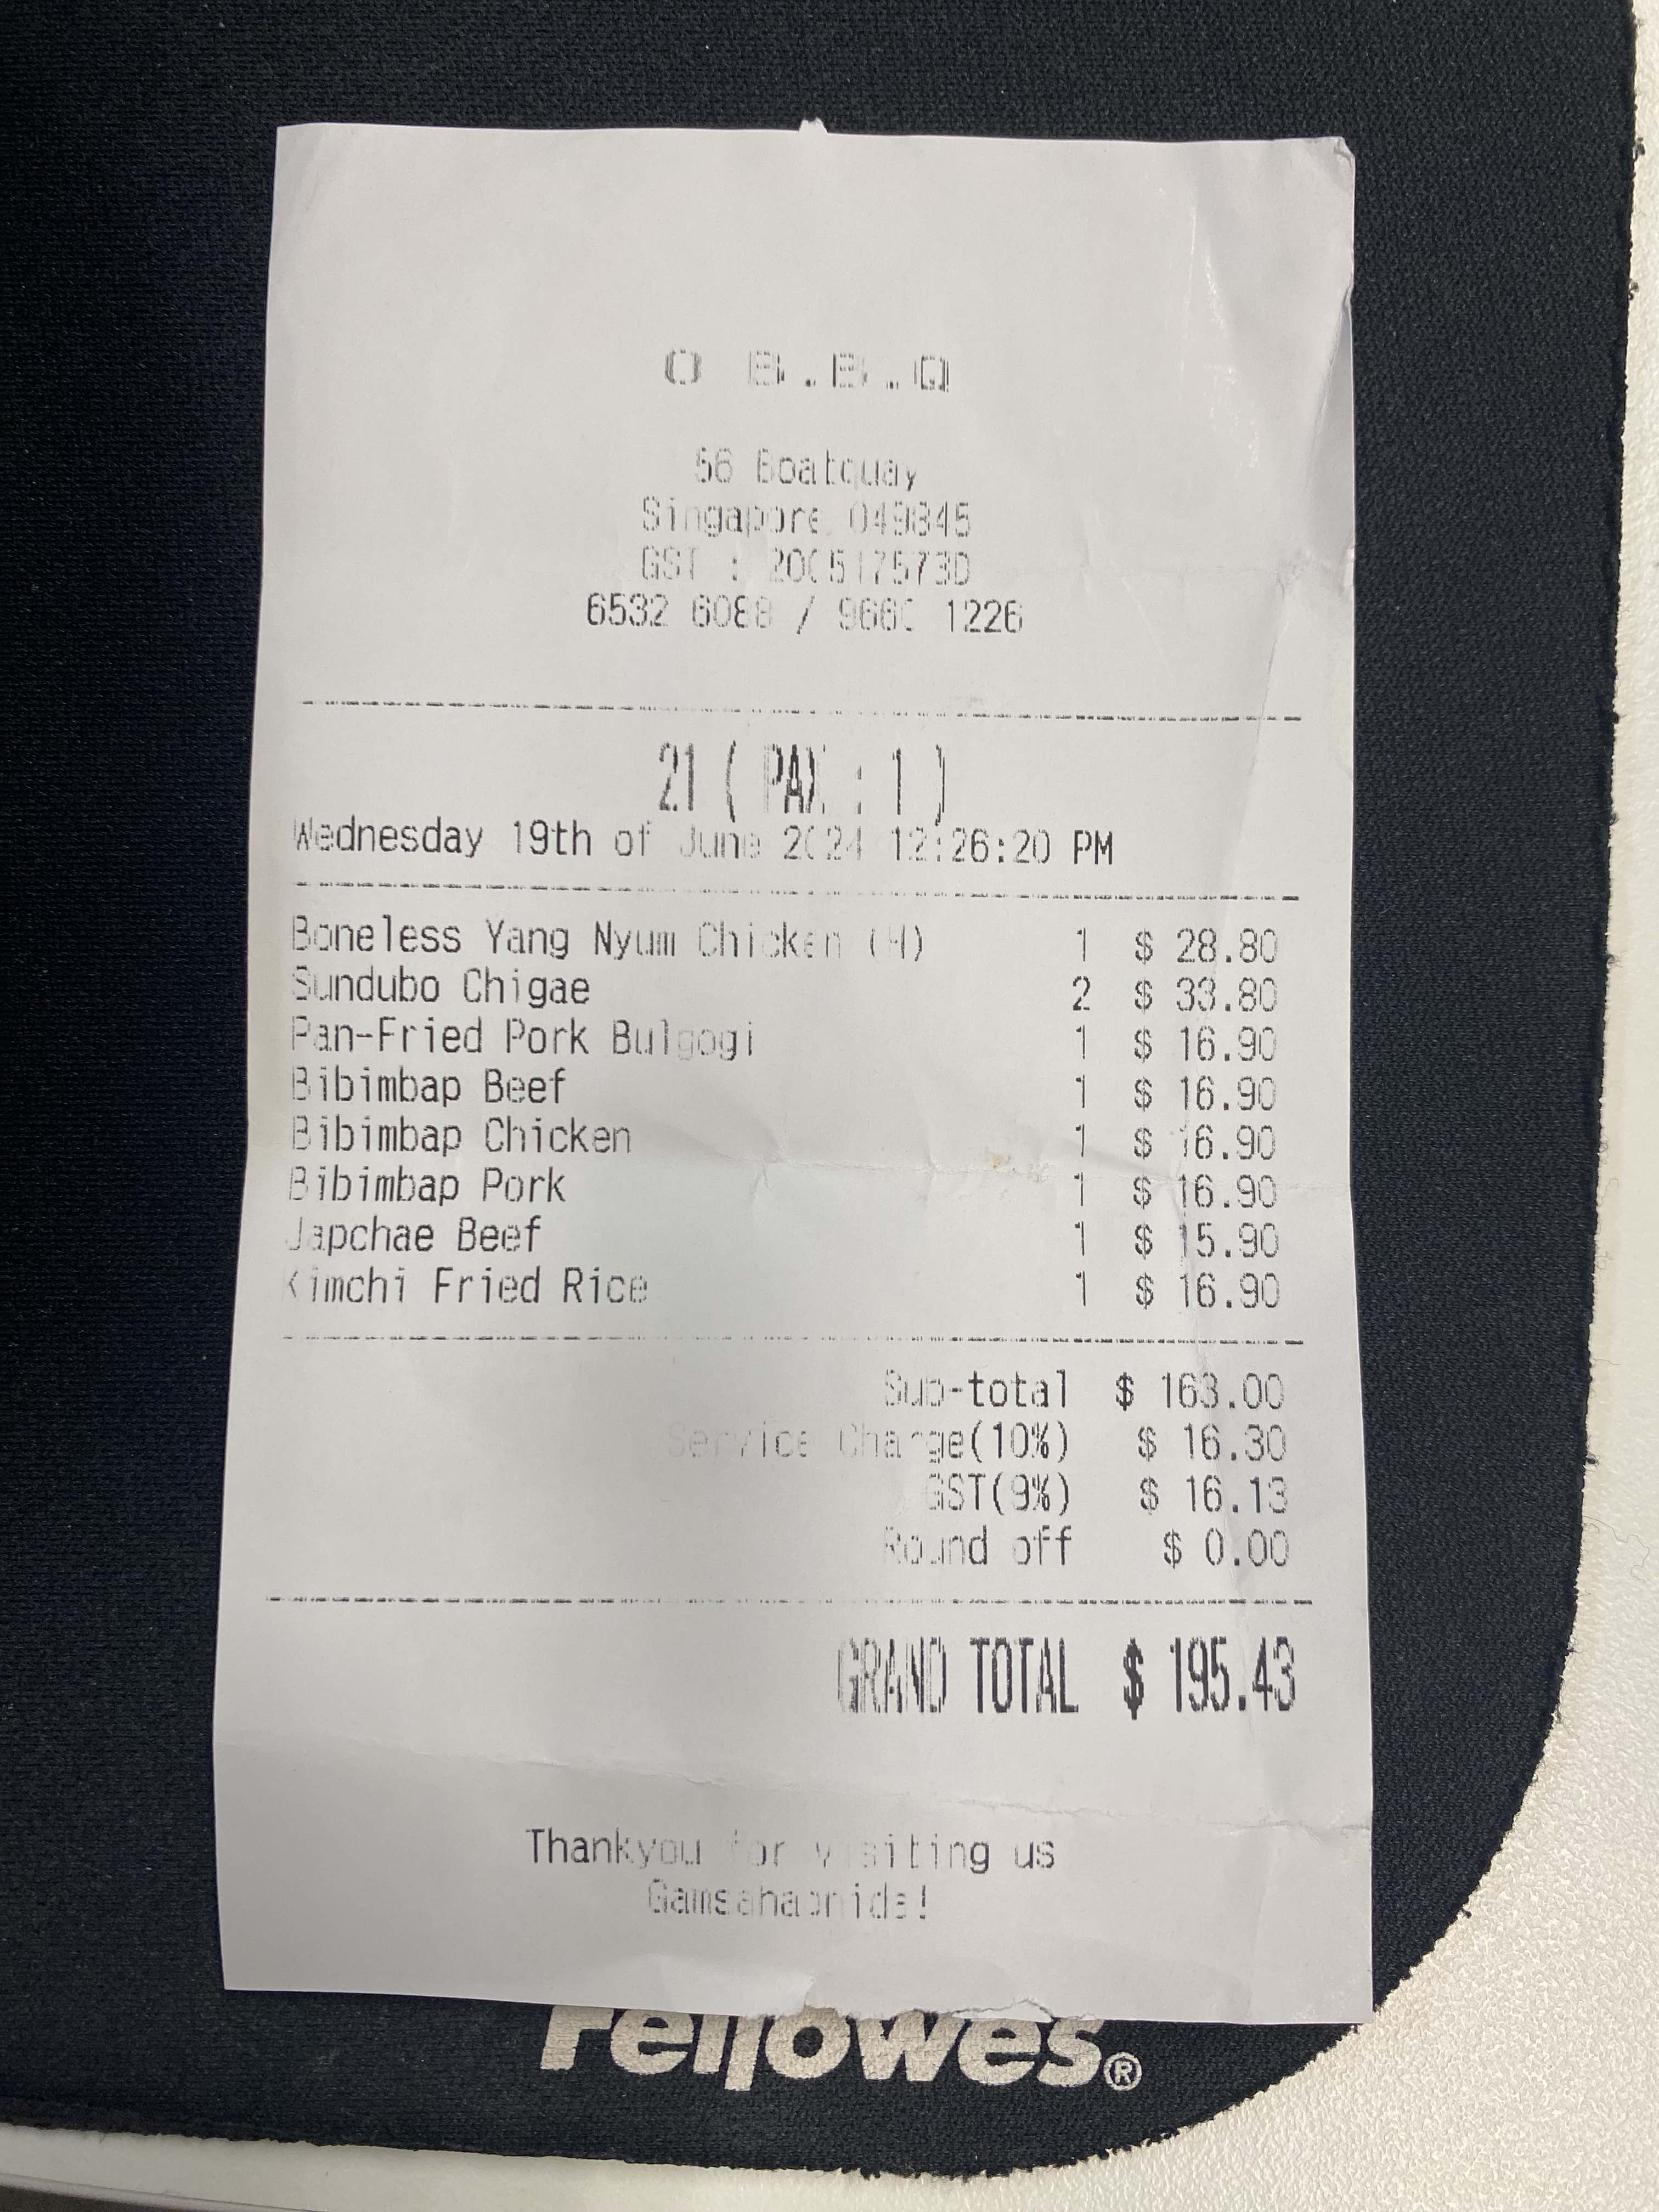 O B.B.Q
56 Boatquay
Singapore 049845
GST : 200517573D
6532 6088 / 9660 1226
21 ( PAX : 1 )
Wednesday 19th of June 2024 12:26:20 PM
Boneless Yang Nyum Chicken (H) 1 $ 28.80
Sundubo Chigae 2 $ 33.80
Pan-Fried Pork Bulgogi 1 $ 16.90
Bibimbap Beef 1 $ 16.90
Bibimbap Chicken 1 $ 16.90
Bibimbap Pork 1 $ 16.90
Japchae Beef 1 $ 15.90
Kimchi Fried Rice 1 $ 16.90
Sub-total $ 163.00
Service Charge(10%) $ 16.30
GST(9%) $ 16.13
Round off $ 0.00
GRAND TOTAL $ 195.43
Thankyou for visiting us
Gamsahabnida!
Fellowes®